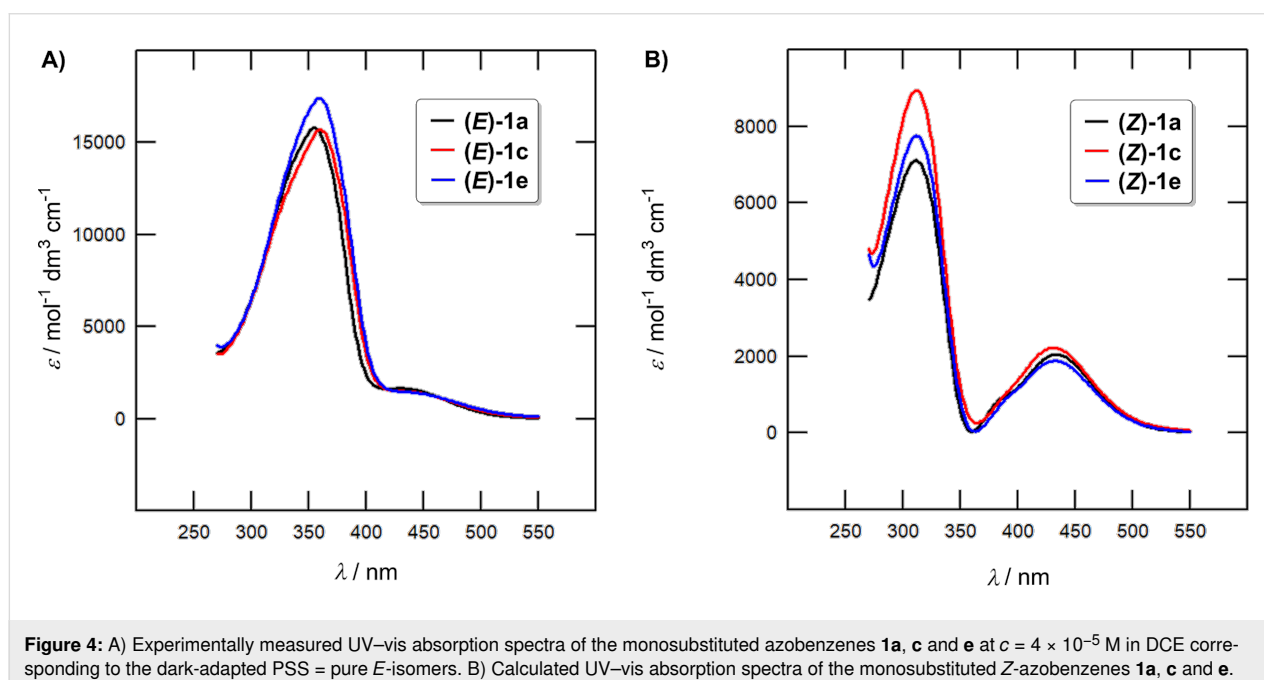 A)
ε / mol⁻¹ dm³ cm⁻¹
15000
10000
5000
0
(E)-1a
(E)-1c
(E)-1e
250 300 350 400 450 500 550
λ / nm
B)
ε / mol⁻¹ dm³ cm⁻¹
8000
6000
4000
2000
0
(Z)-1a
(Z)-1c
(Z)-1e
250 300 350 400 450 500 550
λ / nm
Figure 4: A) Experimentally measured UV–vis absorption spectra of the monosubstituted azobenzenes 1a, c and e at c = 4 × 10⁻⁵ M in DCE corre-
sponding to the dark-adapted PSS = pure E-isomers. B) Calculated UV–vis absorption spectra of the monosubstituted Z-azobenzenes 1a, c and e.